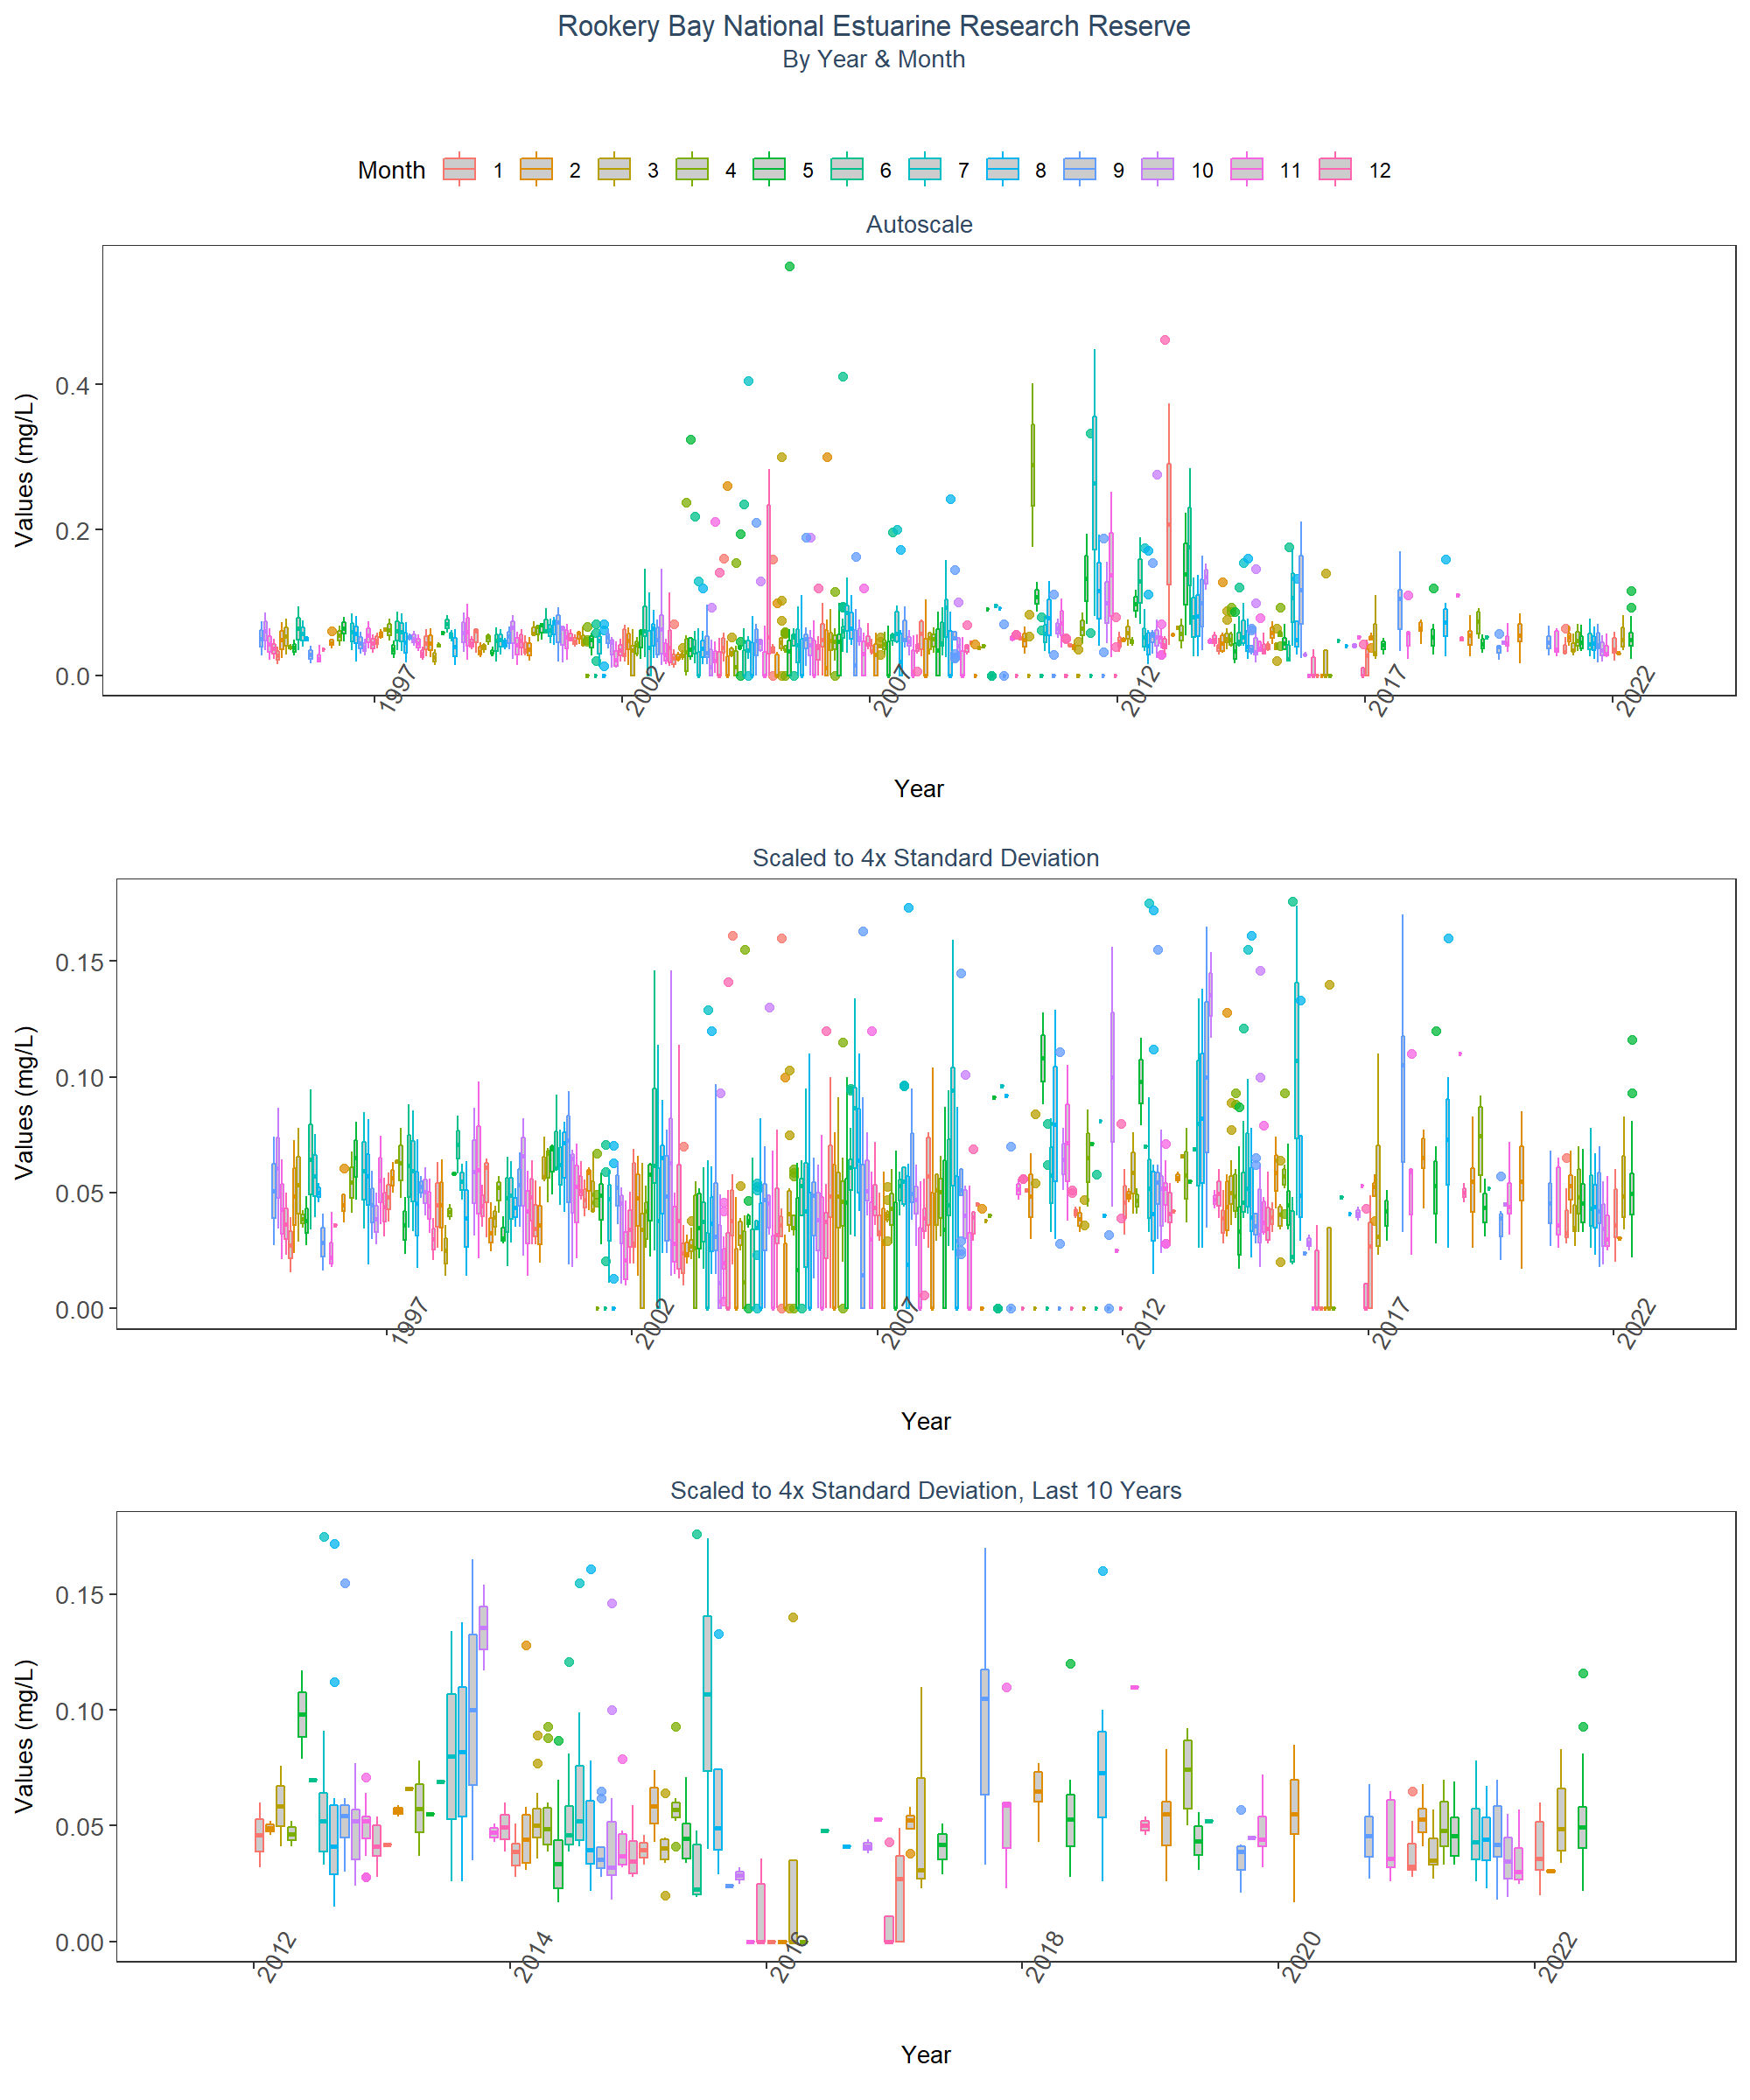 Rookery Bay National Estuarine Research Reserve
By Year & Month
Month 1 2 3 4 5 6 7 8 9 10 11 12
Autoscale
Values (mg/L)
0.4
0.2
0.0
1997 2002 2007 2012 2017 2022
Year
Scaled to 4x Standard Deviation
Values (mg/L)
0.15
0.10
0.05
0.00
1997 2002 2007 2012 2017 2022
Year
Scaled to 4x Standard Deviation, Last 10 Years
Values (mg/L)
0.15
0.10
0.05
0.00
2012 2014 2016 2018 2020 2022
Year